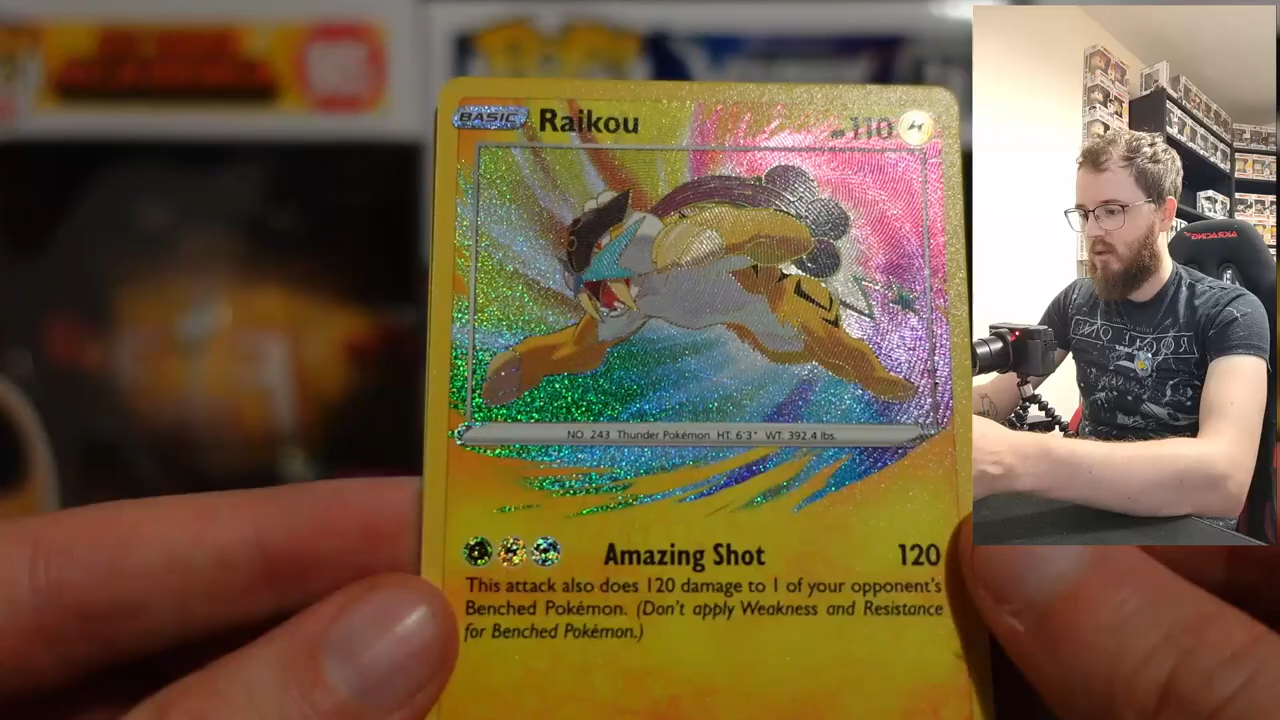 BASIC Raikou HP 110
NO. 243 Thunder Pokémon HT: 6'3" WT: 392.4 lbs.
Amazing Shot 120
This attack also does 120 damage to 1 of your opponent's
Benched Pokémon. (Don't apply Weakness and Resistance
for Benched Pokémon.)
AKRACING